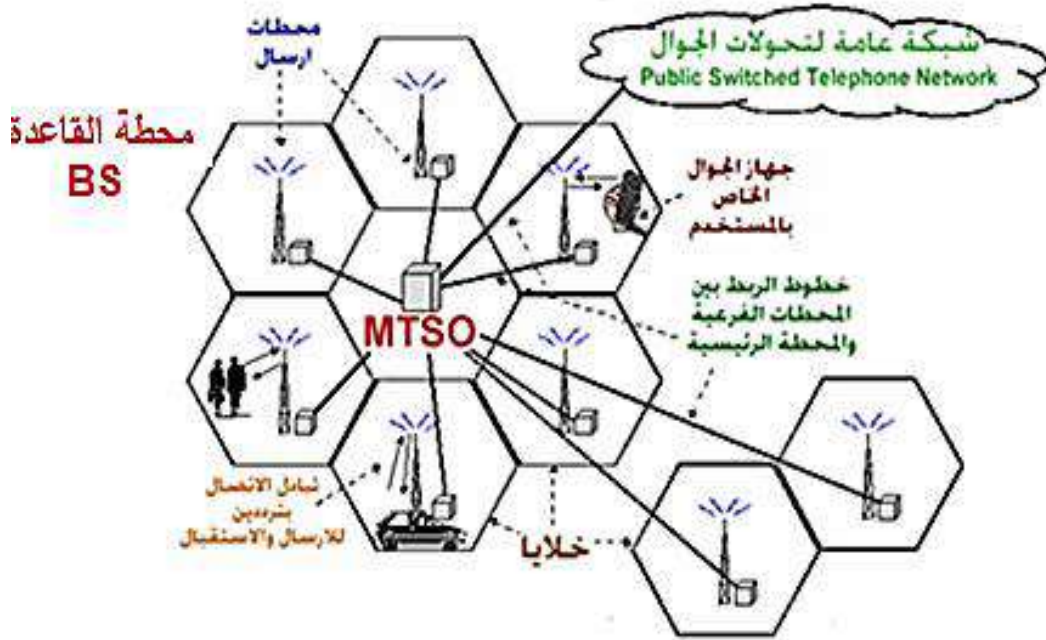 محطات
ارسال
شبكة عامة لتحولات الجوال
Public Switched Telephone Network
محطة القاعدة
BS
جهاز الجوال
الخاص
بالمستخدم
خطوط الربط بين
المحطات الفرعية
والمحطة الرئيسية
MTSO
تبادل الاتصال
بترددين
للارسال والاستقبال
خلايا